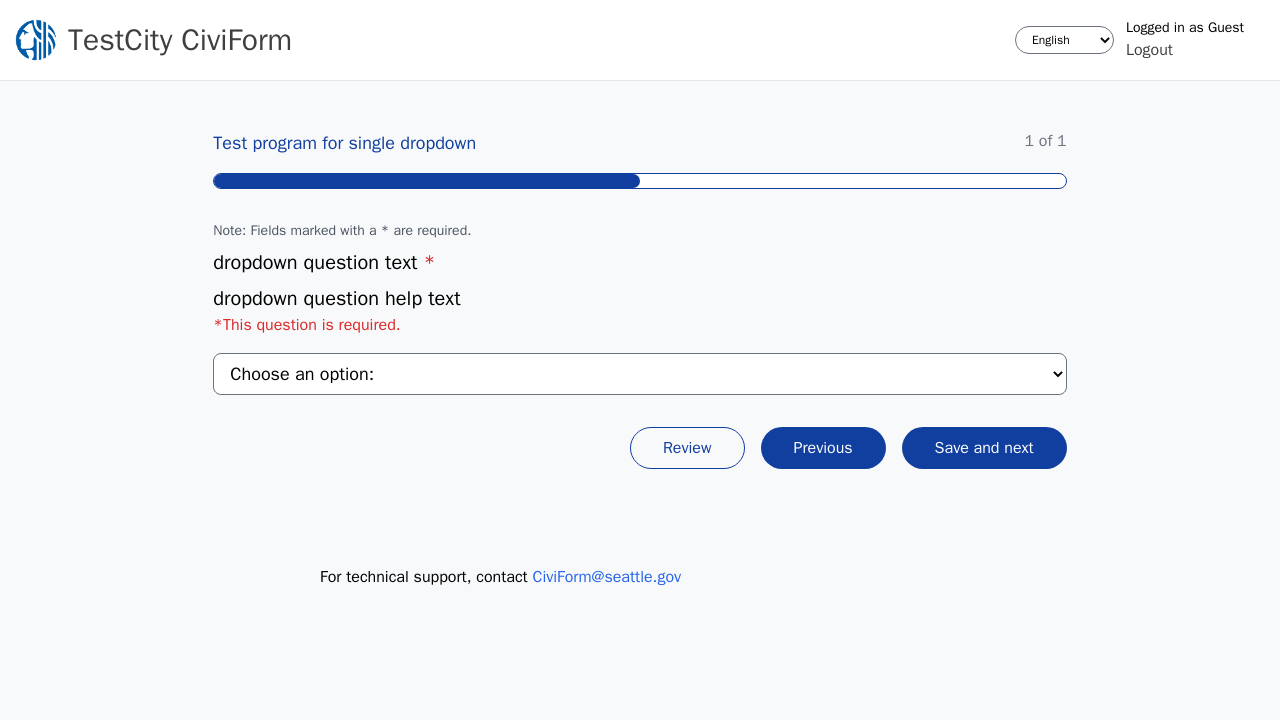 TestCity CiviForm
English
Logged in as Guest
Logout
Test program for single dropdown
1 of 1
Note: Fields marked with a * are required.
dropdown question text *
dropdown question help text
*This question is required.
Choose an option:
Review
Previous
Save and next
For technical support, contact CiviForm@seattle.gov